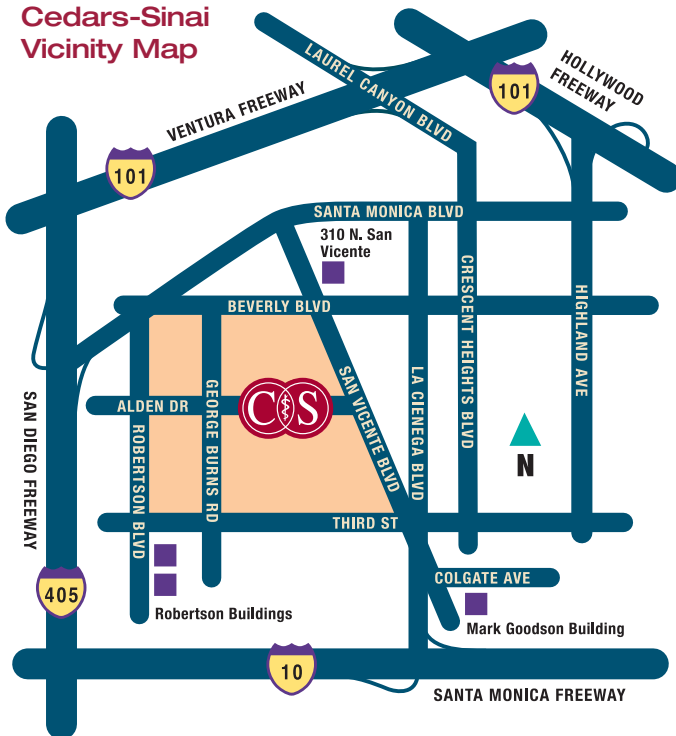 Cedars-Sinai
Vicinity Map
LAUREL CANYON BLVD
HOLLYWOOD
FREEWAY
101
VENTURA FREEWAY
101
SANTA MONICA BLVD
310 N. San
Vicente
BEVERLY BLVD
CRESCENT HEIGHTS BLVD
HIGHLAND AVE
SAN VICENTE BLVD
LA CIENEGA BLVD
GEORGE BURNS RD
ALDEN DR
CS
ROBERTSON BLVD
SAN DIEGO FREEWAY
N
THIRD ST
COLGATE AVE
405
Robertson Buildings
Mark Goodson Building
10
SANTA MONICA FREEWAY